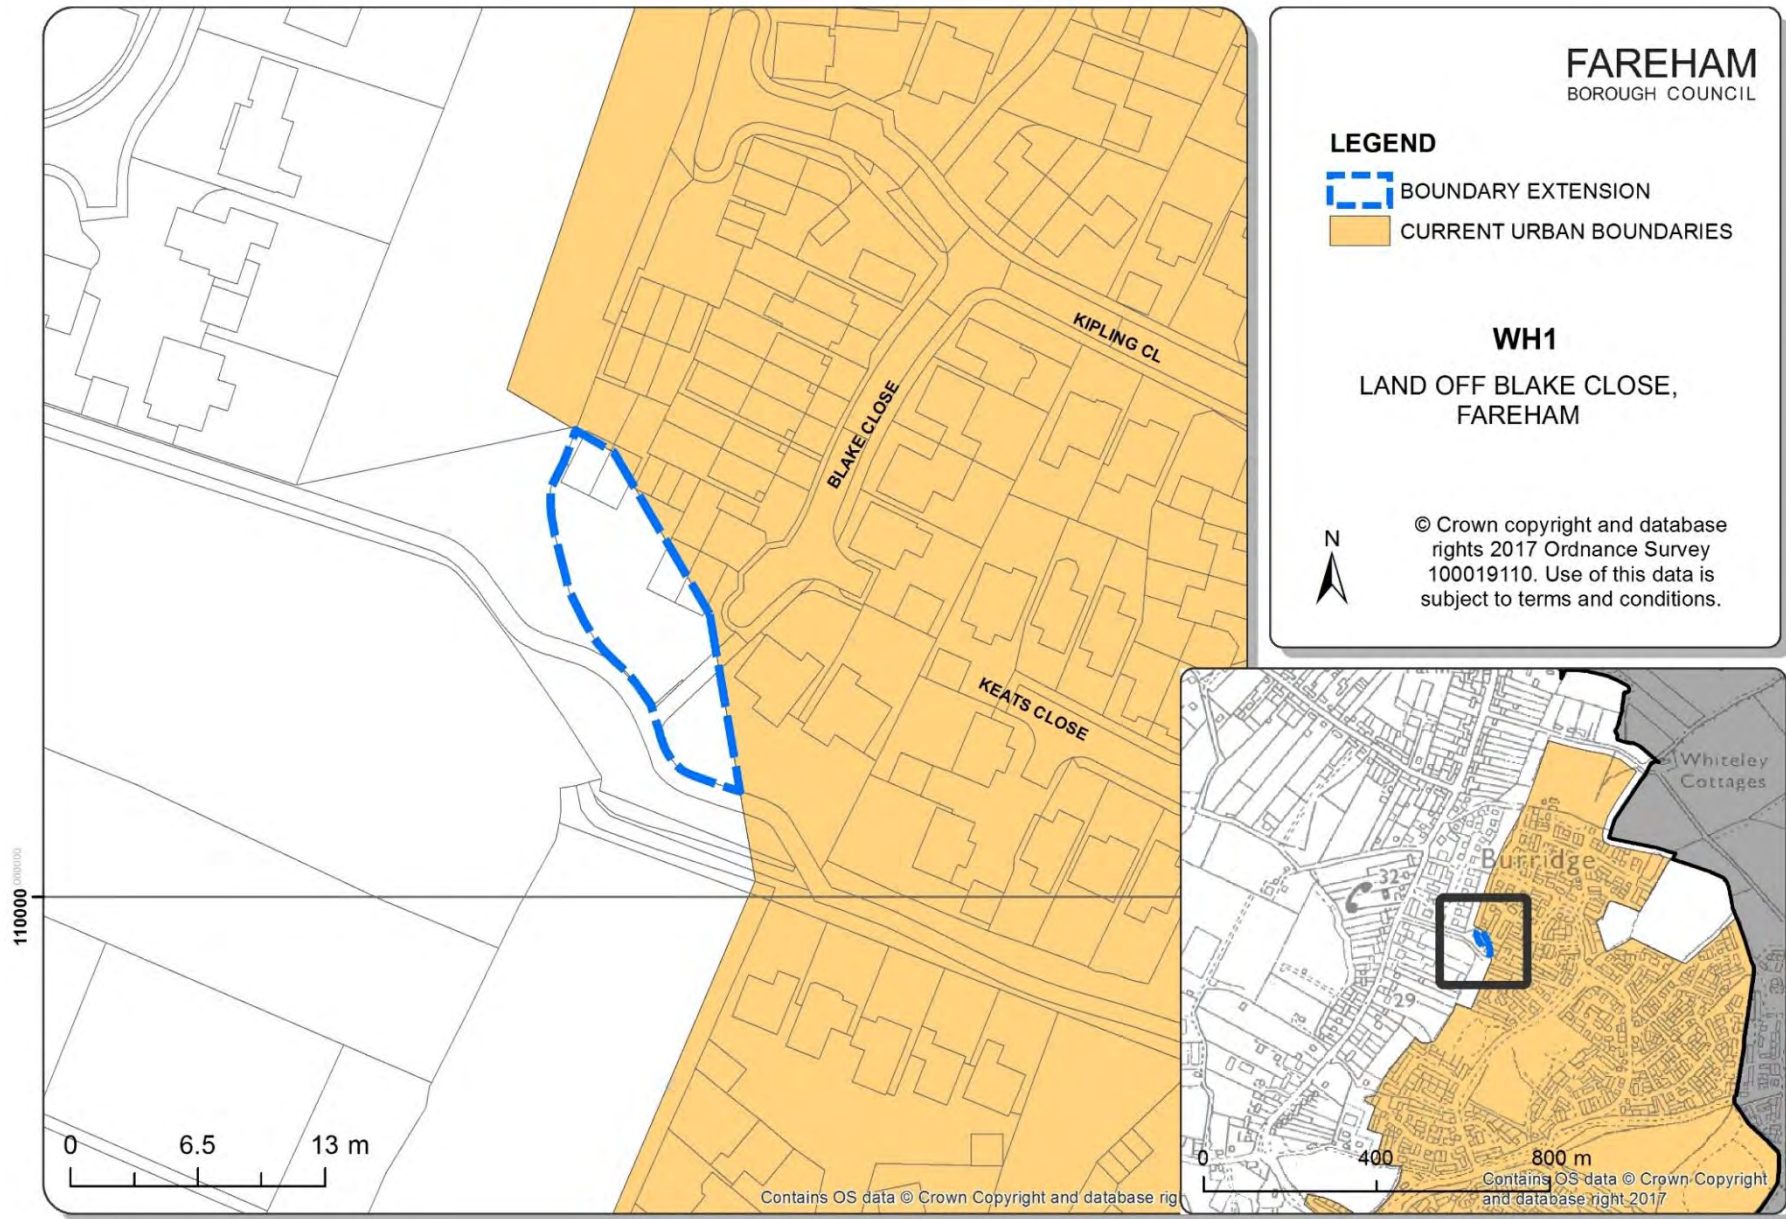 FAREHAM
BOROUGH COUNCIL
LEGEND
BOUNDARY EXTENSION
CURRENT URBAN BOUNDARIES
WH1
LAND OFF BLAKE CLOSE,
FAREHAM
N
© Crown copyright and database
rights 2017 Ordnance Survey
100019110. Use of this data is
subject to terms and conditions.
KIPLING CL
BLAKE CLOSE
KEATS CLOSE
110000
0 6.5 13 m
Contains OS data © Crown Copyright and database rig
Whiteley
Cottages
Burridge
32
29
0 400 800 m
Contains OS data © Crown Copyright
and database right 2017